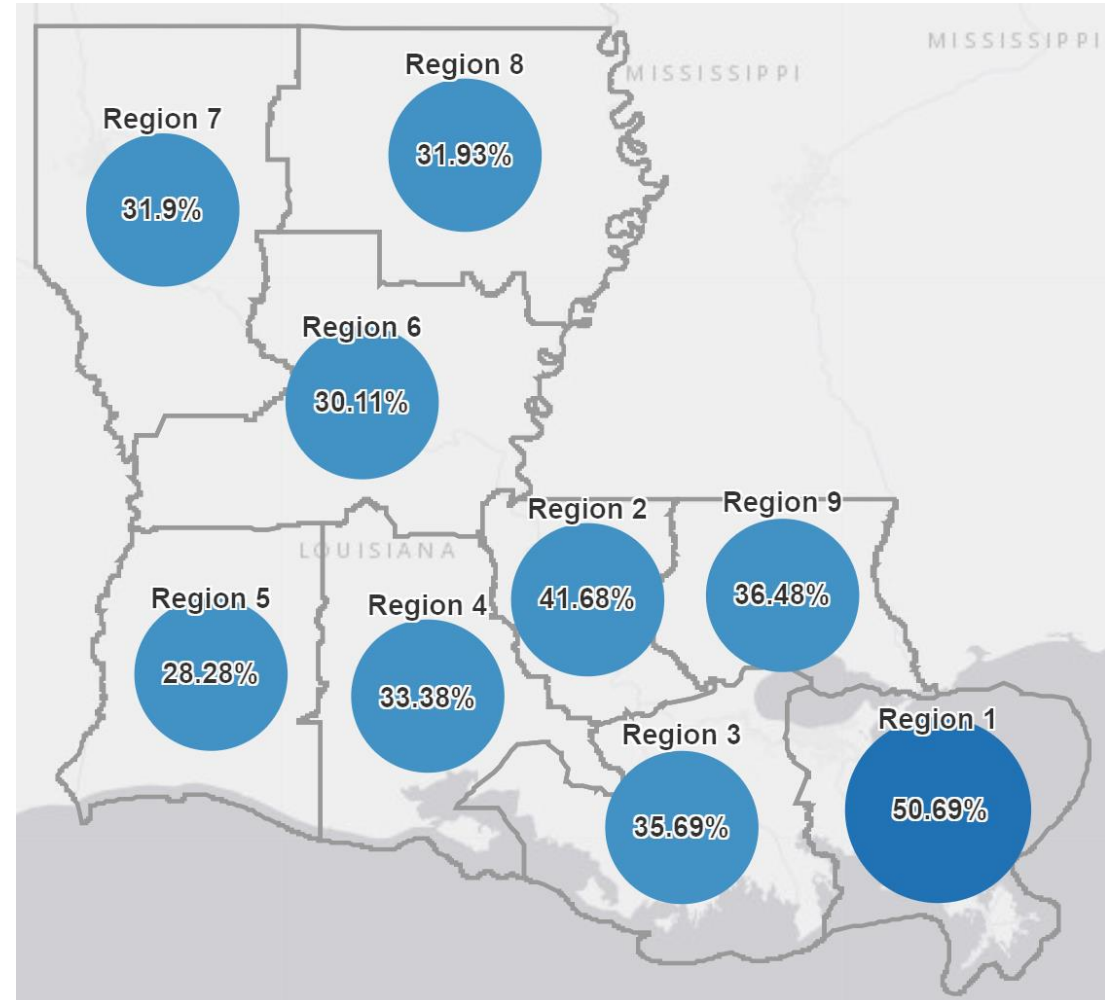 MISSISSIPPI
Region 8
MISSISSIPPI
31.93%
Region 7
31.9%
Region 6
30.11%
Region 2
41.68%
Region 9
36.48%
LOUISIANA
Region 5
28.28%
Region 4
33.38%
Region 3
35.69%
Region 1
50.69%